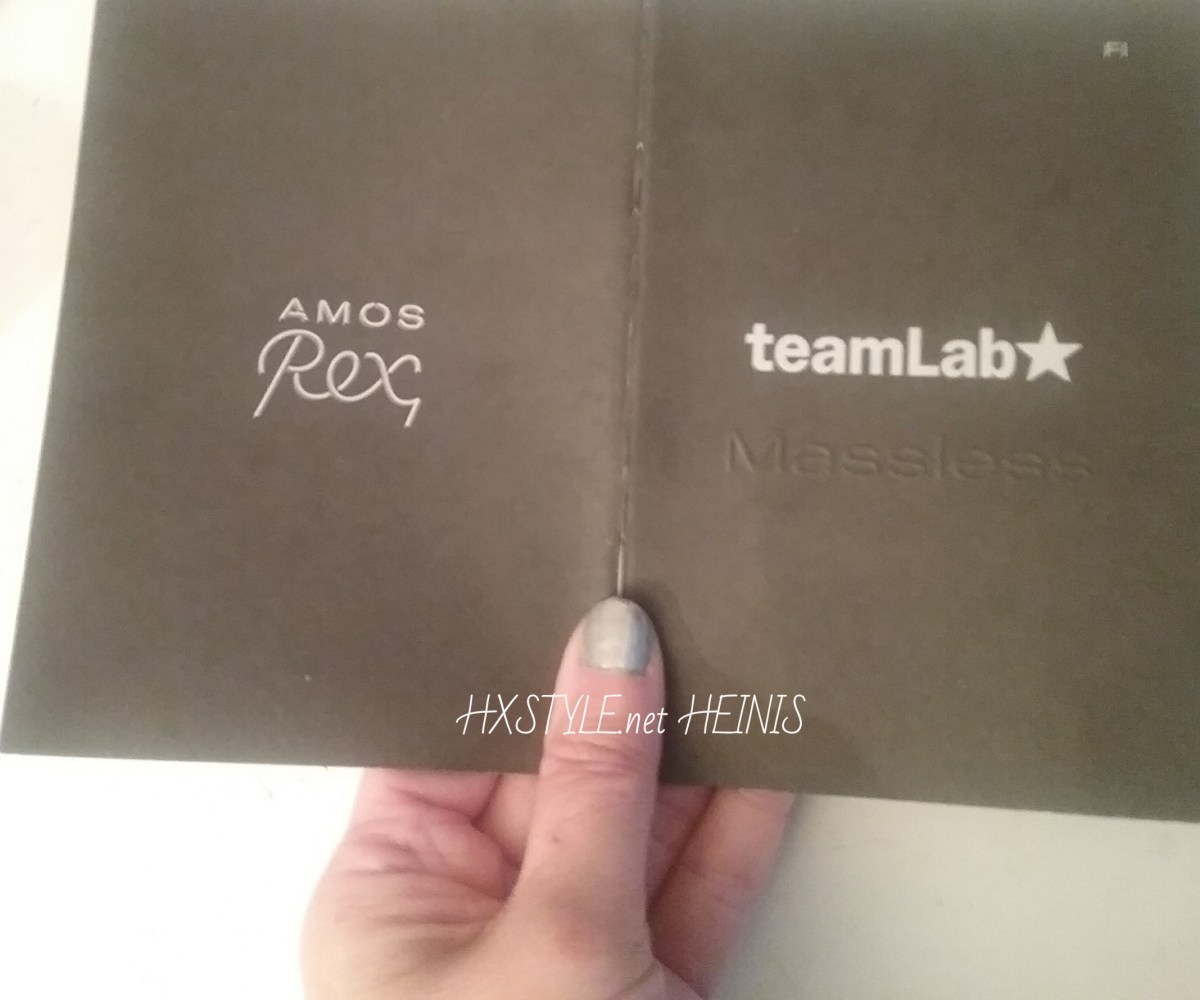 AMOS
Rex
FI
teamLab★
Massless
HXSTYLE.net HEINIS